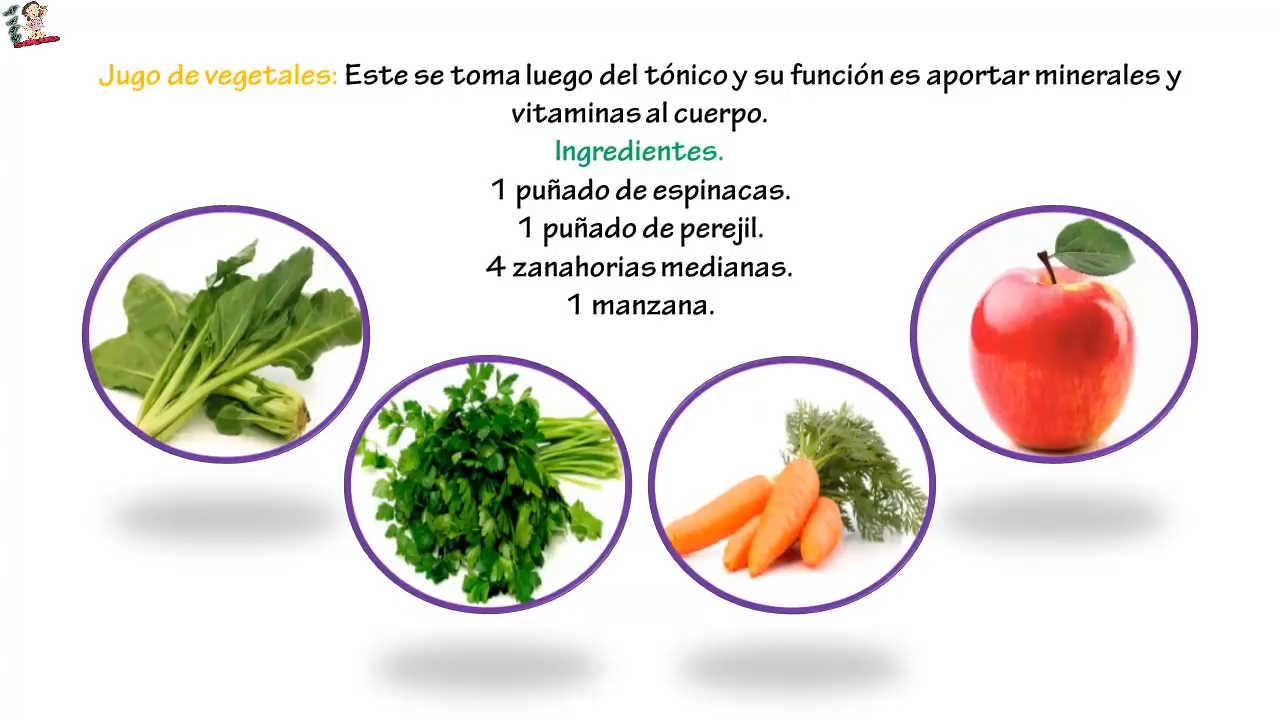 Jugo de vegetales: Este se toma luego del tónico y su función es aportar minerales y
vitaminas al cuerpo.
Ingredientes.
1 puñado de espinacas.
1 puñado de perejil.
4 zanahorias medianas.
1 manzana.